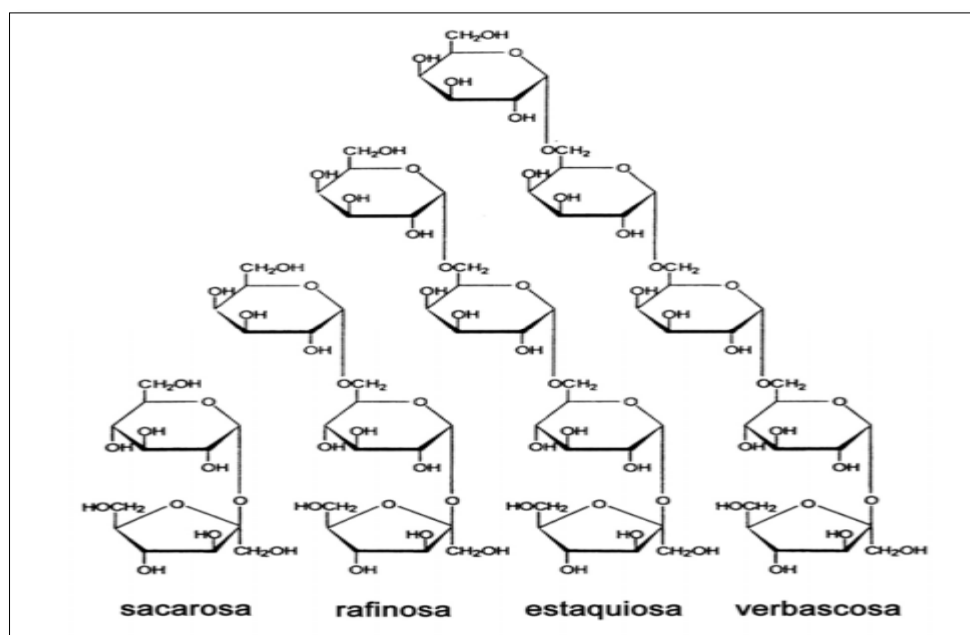 CH₂OH
OH O
OH
OH
CH₂OH OCH₂
OH O OH O
OH OH
OH OH
CH₂OH OCH₂ OCH₂
OH O OH O OH O
OH OH OH
OH OH OH
CH₂OH OCH₂ OCH₂ OCH₂
O O O O
OH OH OH OH
OH OH OH OH
OH OH OH OH
O O O O
HOCH₂ O HOCH₂ O HOCH₂ O HOCH₂ O
HO HO HO HO
CH₂OH CH₂OH CH₂OH CH₂OH
OH OH OH OH
sacarosa rafinosa estaquiosa verbascosa